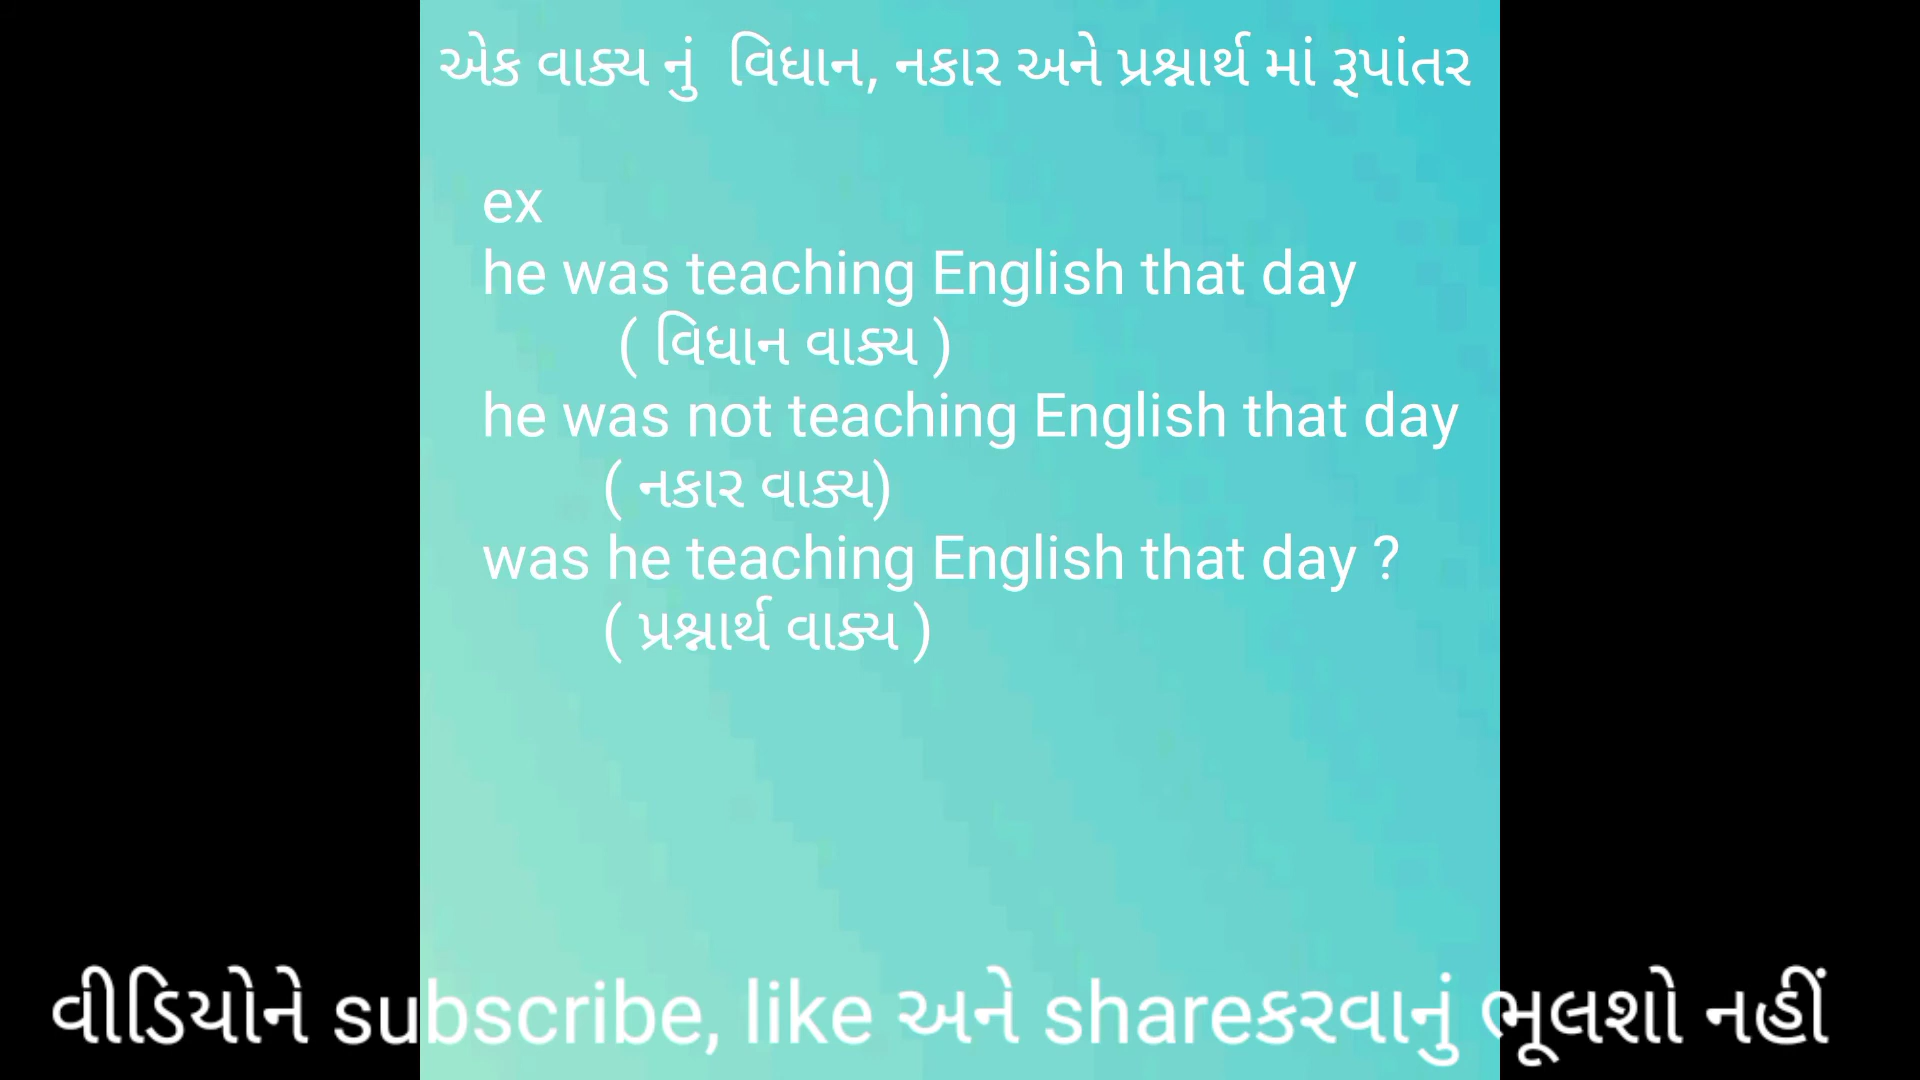 એક વાક્ય નું  વિધાન, નકાર અને પ્રશ્નાર્થ માં રૂપાંતર
ex
he was teaching English that day
( વિધાન વાક્ય )
he was not teaching English that day
( નકાર વાક્ય)
was he teaching English that day ?
( પ્રશ્નાર્થ વાક્ય )
વીડિયોને subscribe, like અને shareકરવાનું ભૂલશો નહીં